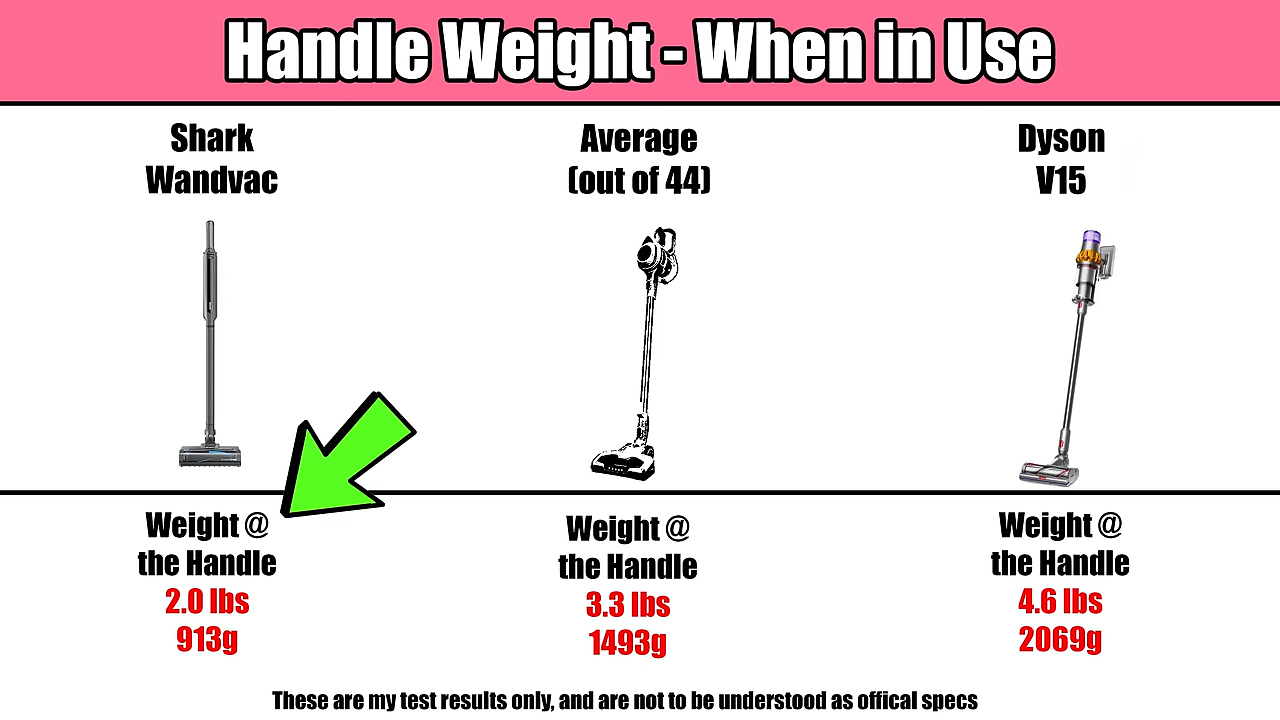 Handle Weight - When in Use
Shark
Wandvac
Average
(out of 44)
Dyson
V15
Weight @
the Handle
2.0 lbs
913g
Weight @
the Handle
3.3 lbs
1493g
Weight @
the Handle
4.6 lbs
2069g
These are my test results only, and are not to be understood as offical specs